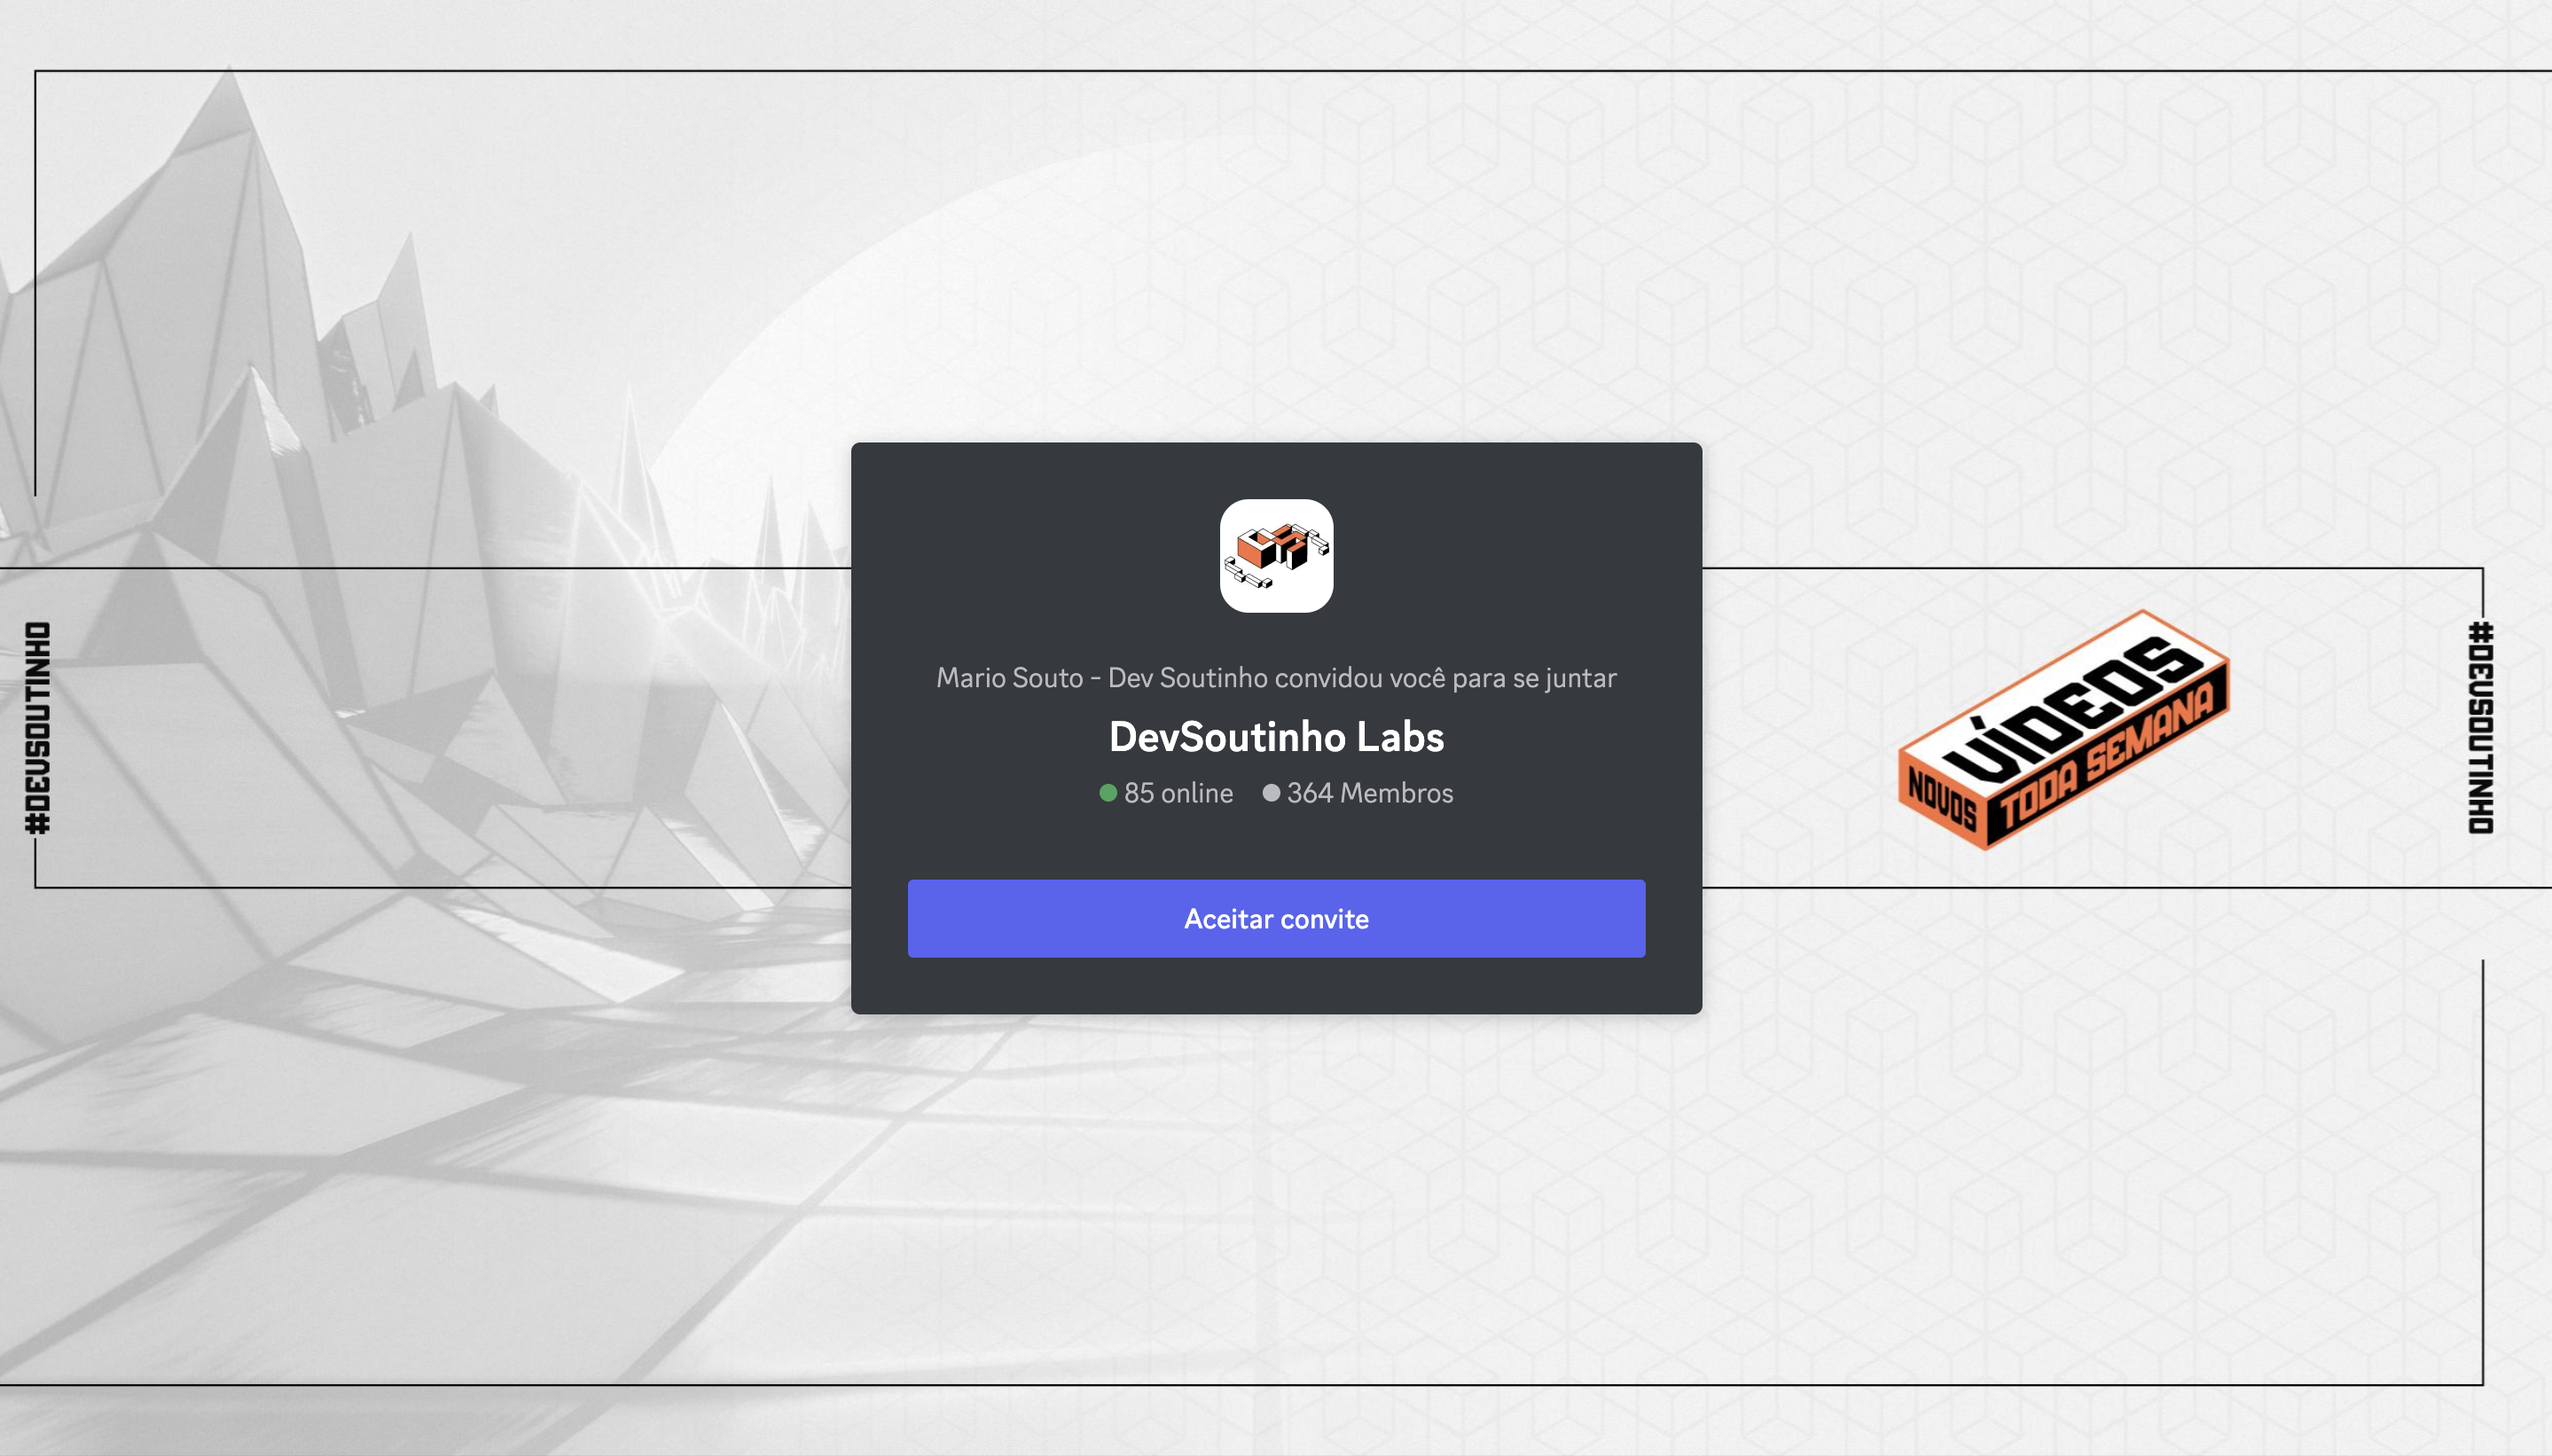 #DEVSOUTINHO
Mario Souto - Dev Soutinho convidou você para se juntar
DevSoutinho Labs
85 online 364 Membros
Aceitar convite
NOVOS
VÍDEOS
TODA SEMANA
#DEVSOUTINHO